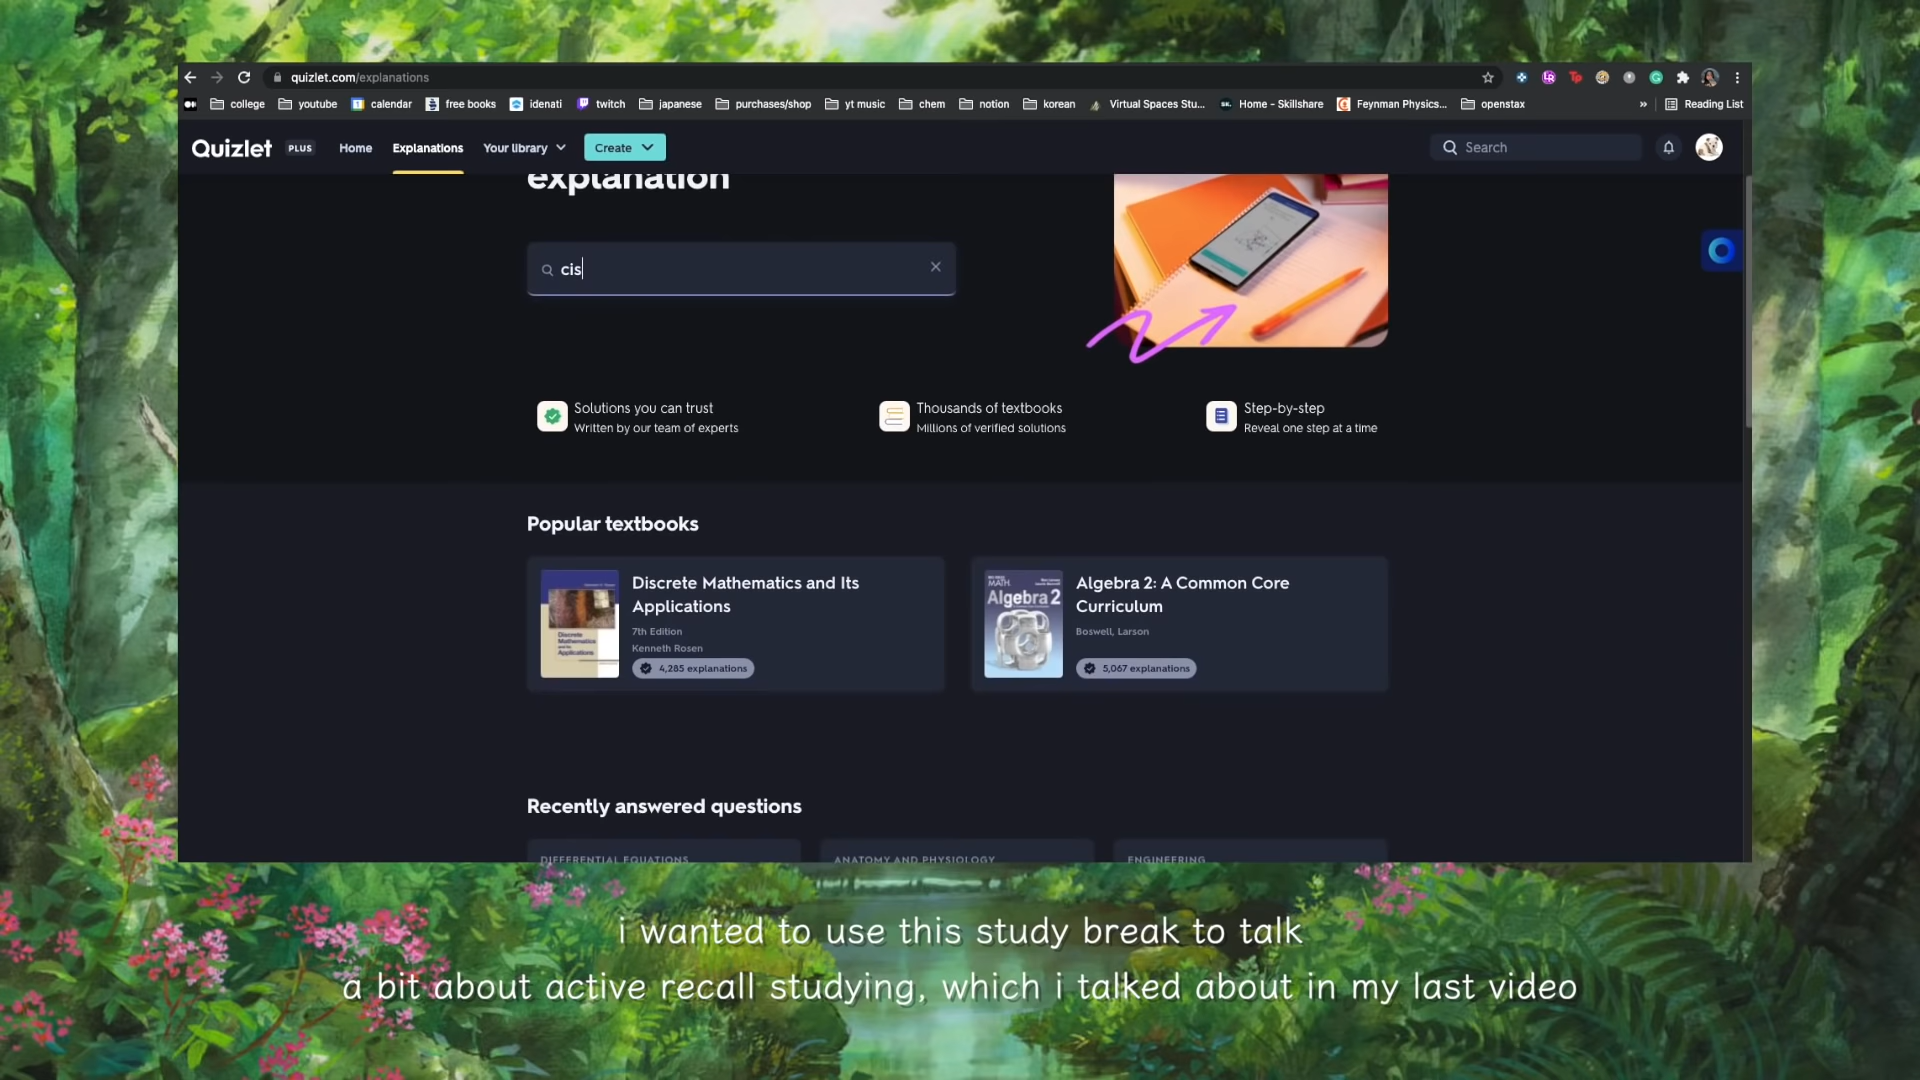 quizlet.com/explanations
college youtube calendar free books idenati twitch japanese purchases/shop yt music chem notion korean Virtual Spaces Stu... Home - Skillshare Feynman Physics... openstax » Reading List
Quizlet PLUS Home Explanations Your library Create Search
explanation
cis
Solutions you can trust
Written by our team of experts
Thousands of textbooks
Millions of verified solutions
Step-by-step
Reveal one step at a time
Popular textbooks
Discrete Mathematics and Its
Applications
7th Edition
Kenneth Rosen
4,285 explanations
Algebra 2
Algebra 2: A Common Core
Curriculum
Boswell, Larson
5,067 explanations
Recently answered questions
DIFFERENTIAL EQUATIONS
ANATOMY AND PHYSIOLOGY
ENGINEERING
i wanted to use this study break to talk
a bit about active recall studying, which i talked about in my last video